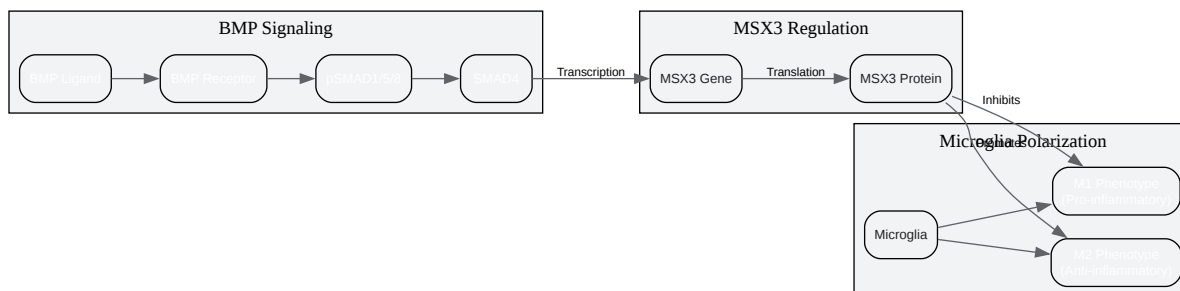 BMP Signaling
BMP Ligand
BMP Receptor
pSMAD1/5/8
SMAD4
Transcription
MSX3 Regulation
MSX3 Gene
Translation
MSX3 Protein
Inhibits
Promotes
Microglia Polarization
Microglia
M1 Phenotype
(Pro-inflammatory)
M2 Phenotype
(Anti-inflammatory)